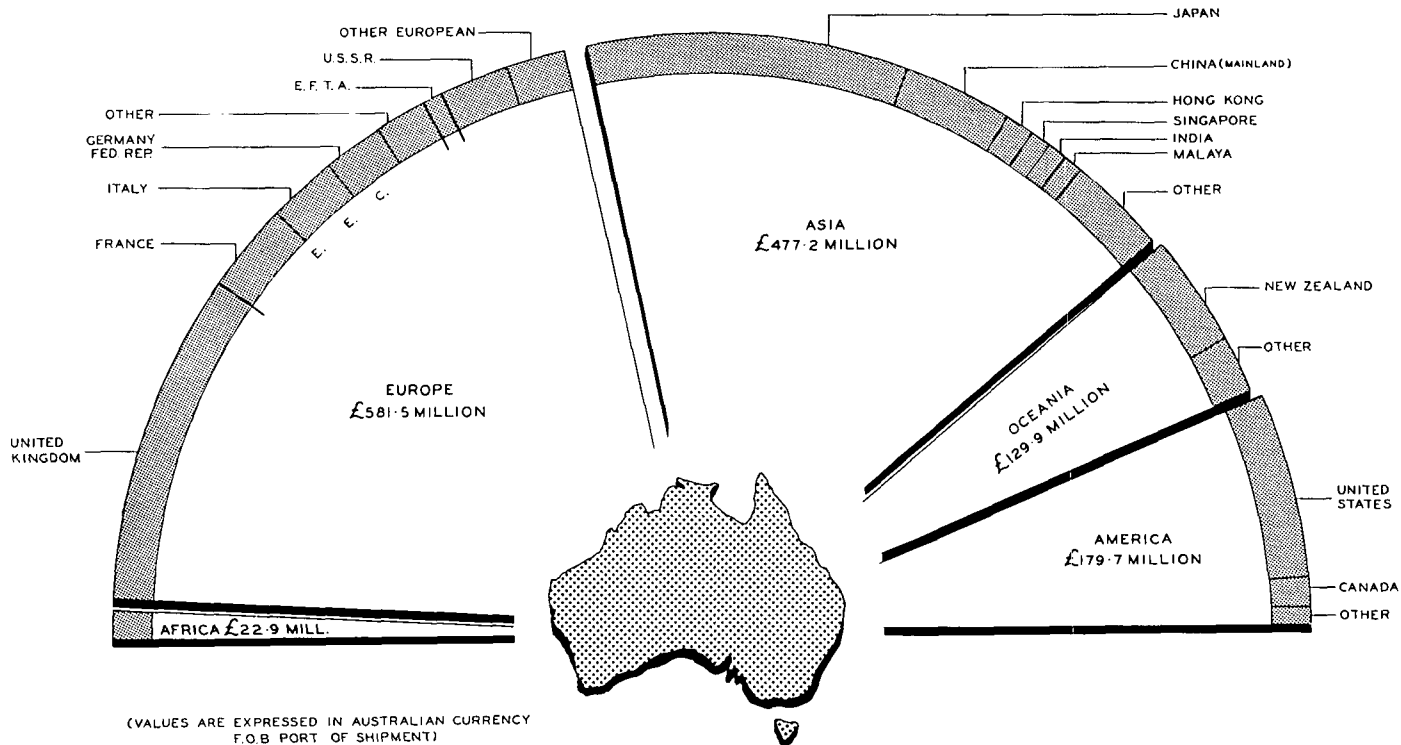 OTHER EUROPEAN
U.S.S.R.
E.F.T.A.
OTHER
GERMANY
FED. REP.
ITALY
FRANCE
UNITED
KINGDOM
E. E. C.
EUROPE
£581·5 MILLION
AFRICA £22·9 MILL.
JAPAN
CHINA (MAINLAND)
HONG KONG
SINGAPORE
INDIA
MALAYA
OTHER
ASIA
£477·2 MILLION
NEW ZEALAND
OTHER
OCEANIA
£129·9 MILLION
UNITED
STATES
AMERICA
£179·7 MILLION
CANADA
OTHER
(VALUES ARE EXPRESSED IN AUSTRALIAN CURRENCY
F.O.B PORT OF SHIPMENT)